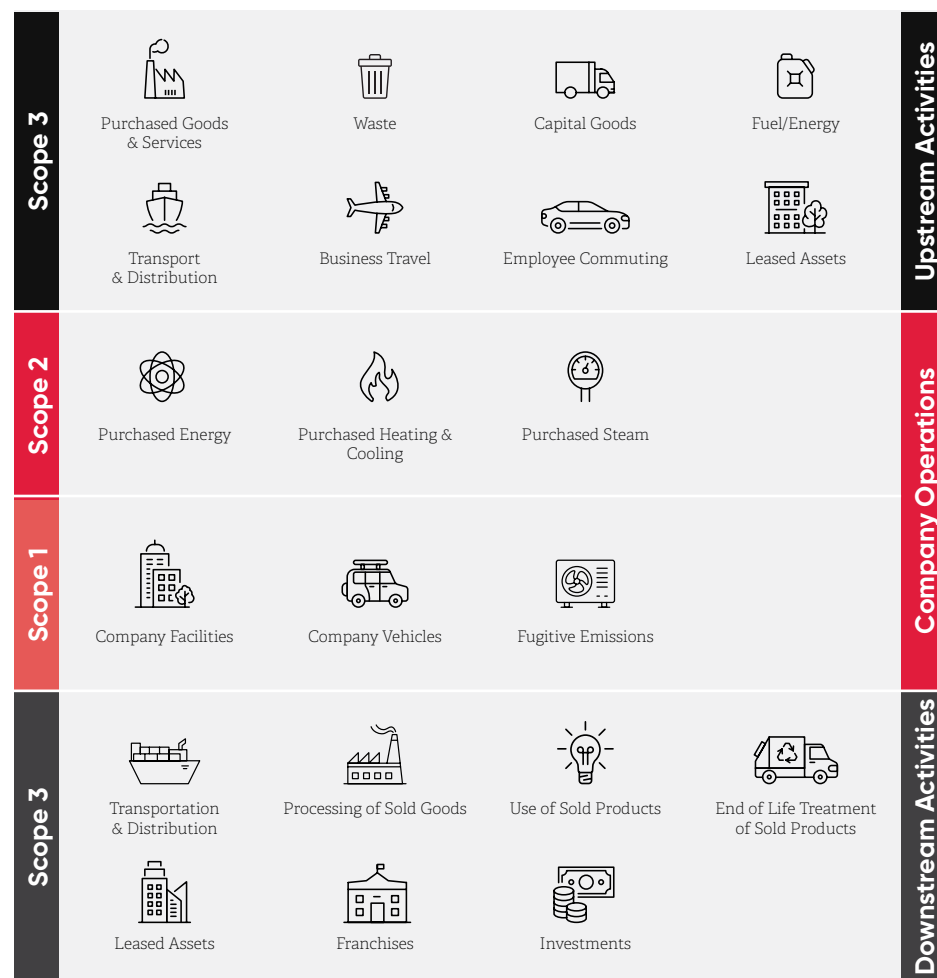 Scope 3
Upstream Activities
Purchased Goods
& Services
Waste
Capital Goods
Fuel/Energy
Transport
& Distribution
Business Travel
Employee Commuting
Leased Assets
Scope 2
Company Operations
Purchased Energy
Purchased Heating &
Cooling
Purchased Steam
Scope 1
Company Facilities
Company Vehicles
Fugitive Emissions
Scope 3
Downstream Activities
Transportation
& Distribution
Processing of Sold Goods
Use of Sold Products
End of Life Treatment
of Sold Products
Leased Assets
Franchises
Investments